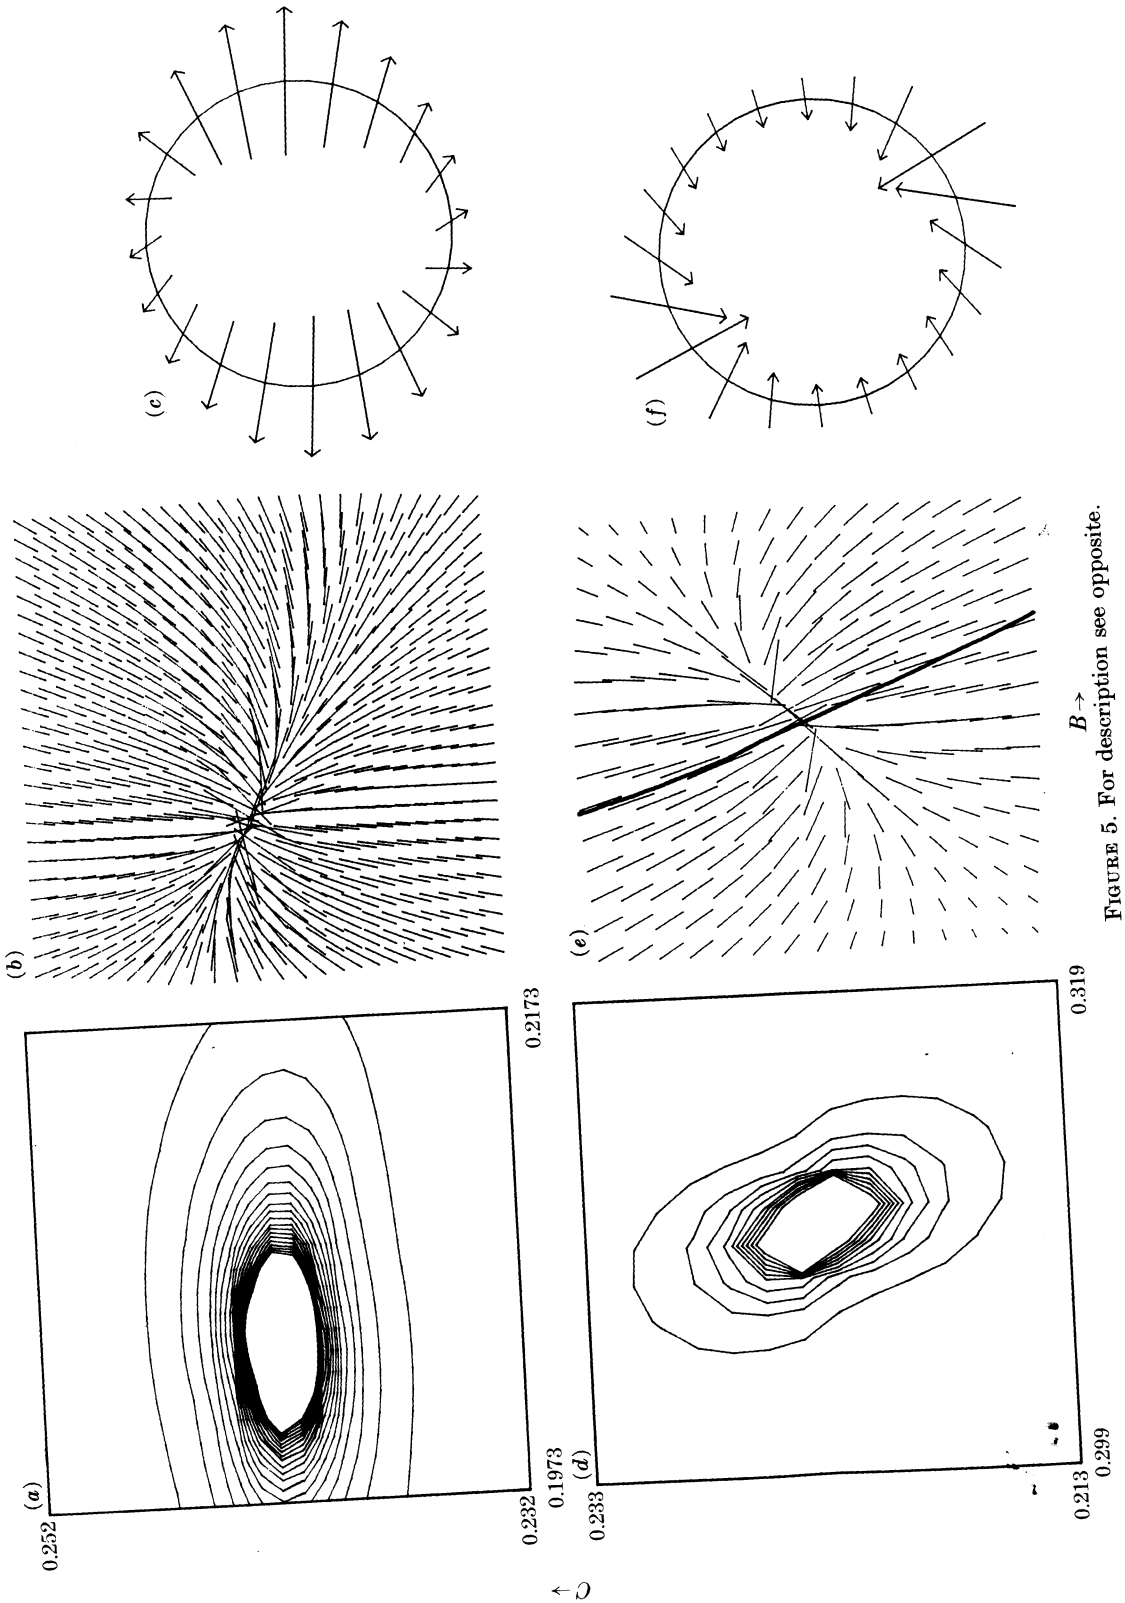 (a)
(b)
(c)
0.252
0.232
0.1973
0.2173
C→
(d)
(e)
(f)
0.233
0.213
0.299
0.319
B→
FIGURE 5. For description see opposite.